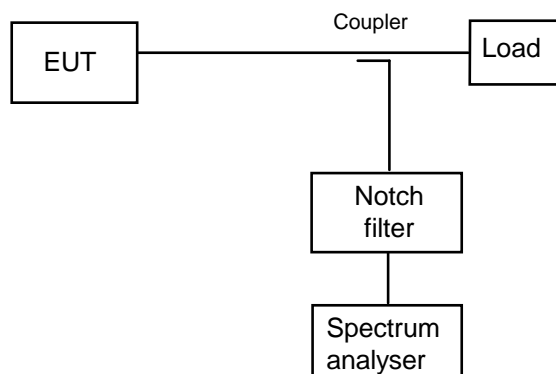 Coupler
EUT
Load
Notch
filter
Spectrum
analyser